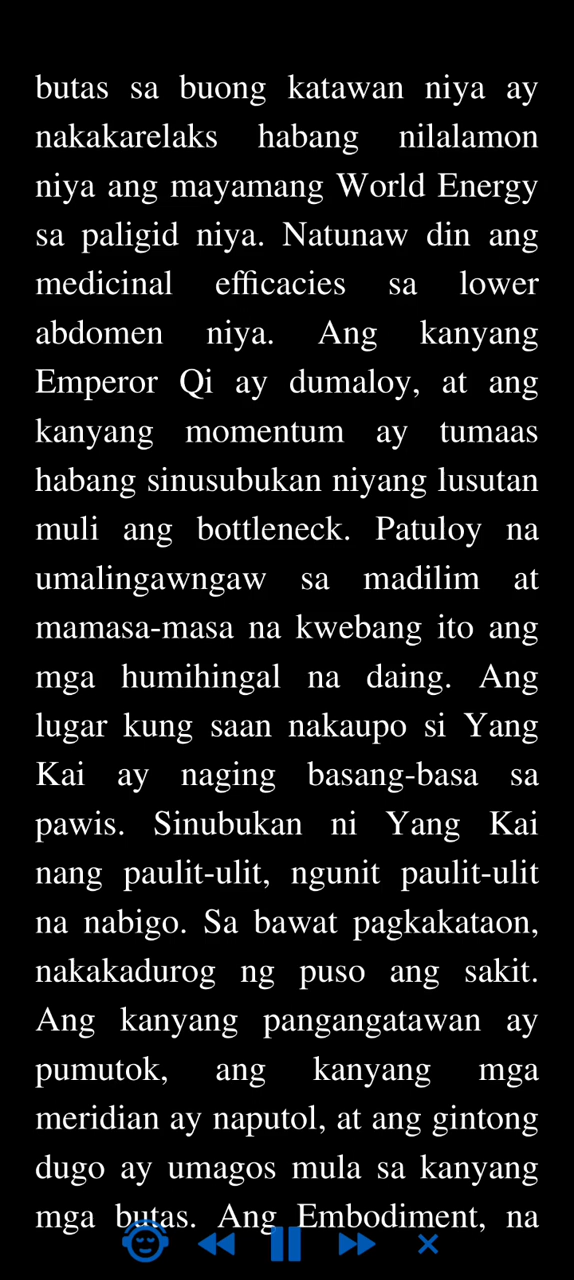 butas sa buong katawan niya ay
nakakarelaks habang nilalamon
niya ang mayamang World Energy
sa paligid niya. Natunaw din ang
medicinal efficacies sa lower
abdomen niya. Ang kanyang
Emperor Qi ay dumaloy, at ang
kanyang momentum ay tumaas
habang sinusubukan niyang lusutan
muli ang bottleneck. Patuloy na
umalingawngaw sa madilim at
mamasa-masa na kwebang ito ang
mga humihingal na daing. Ang
lugar kung saan nakaupo si Yang
Kai ay naging basang-basa sa
pawis. Sinubukan ni Yang Kai
nang paulit-ulit, ngunit paulit-ulit
na nabigo. Sa bawat pagkakataon,
nakakadurog ng puso ang sakit.
Ang kanyang pangangatawan ay
pumutok, ang kanyang mga
meridian ay naputol, at ang gintong
dugo ay umagos mula sa kanyang
mga butas. Ang Embodiment, na